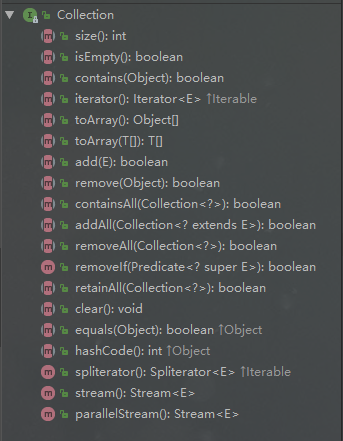 Collection
size(): int
isEmpty(): boolean
contains(Object): boolean
iterator(): Iterator<E> ↑Iterable
toArray(): Object[]
toArray(T[]): T[]
add(E): boolean
remove(Object): boolean
containsAll(Collection<?>): boolean
addAll(Collection<? extends E>): boolean
removeAll(Collection<?>): boolean
removeIf(Predicate<? super E>): boolean
retainAll(Collection<?>): boolean
clear(): void
equals(Object): boolean ↑Object
hashCode(): int ↑Object
spliterator(): Spliterator<E> ↑Iterable
stream(): Stream<E>
parallelStream(): Stream<E>